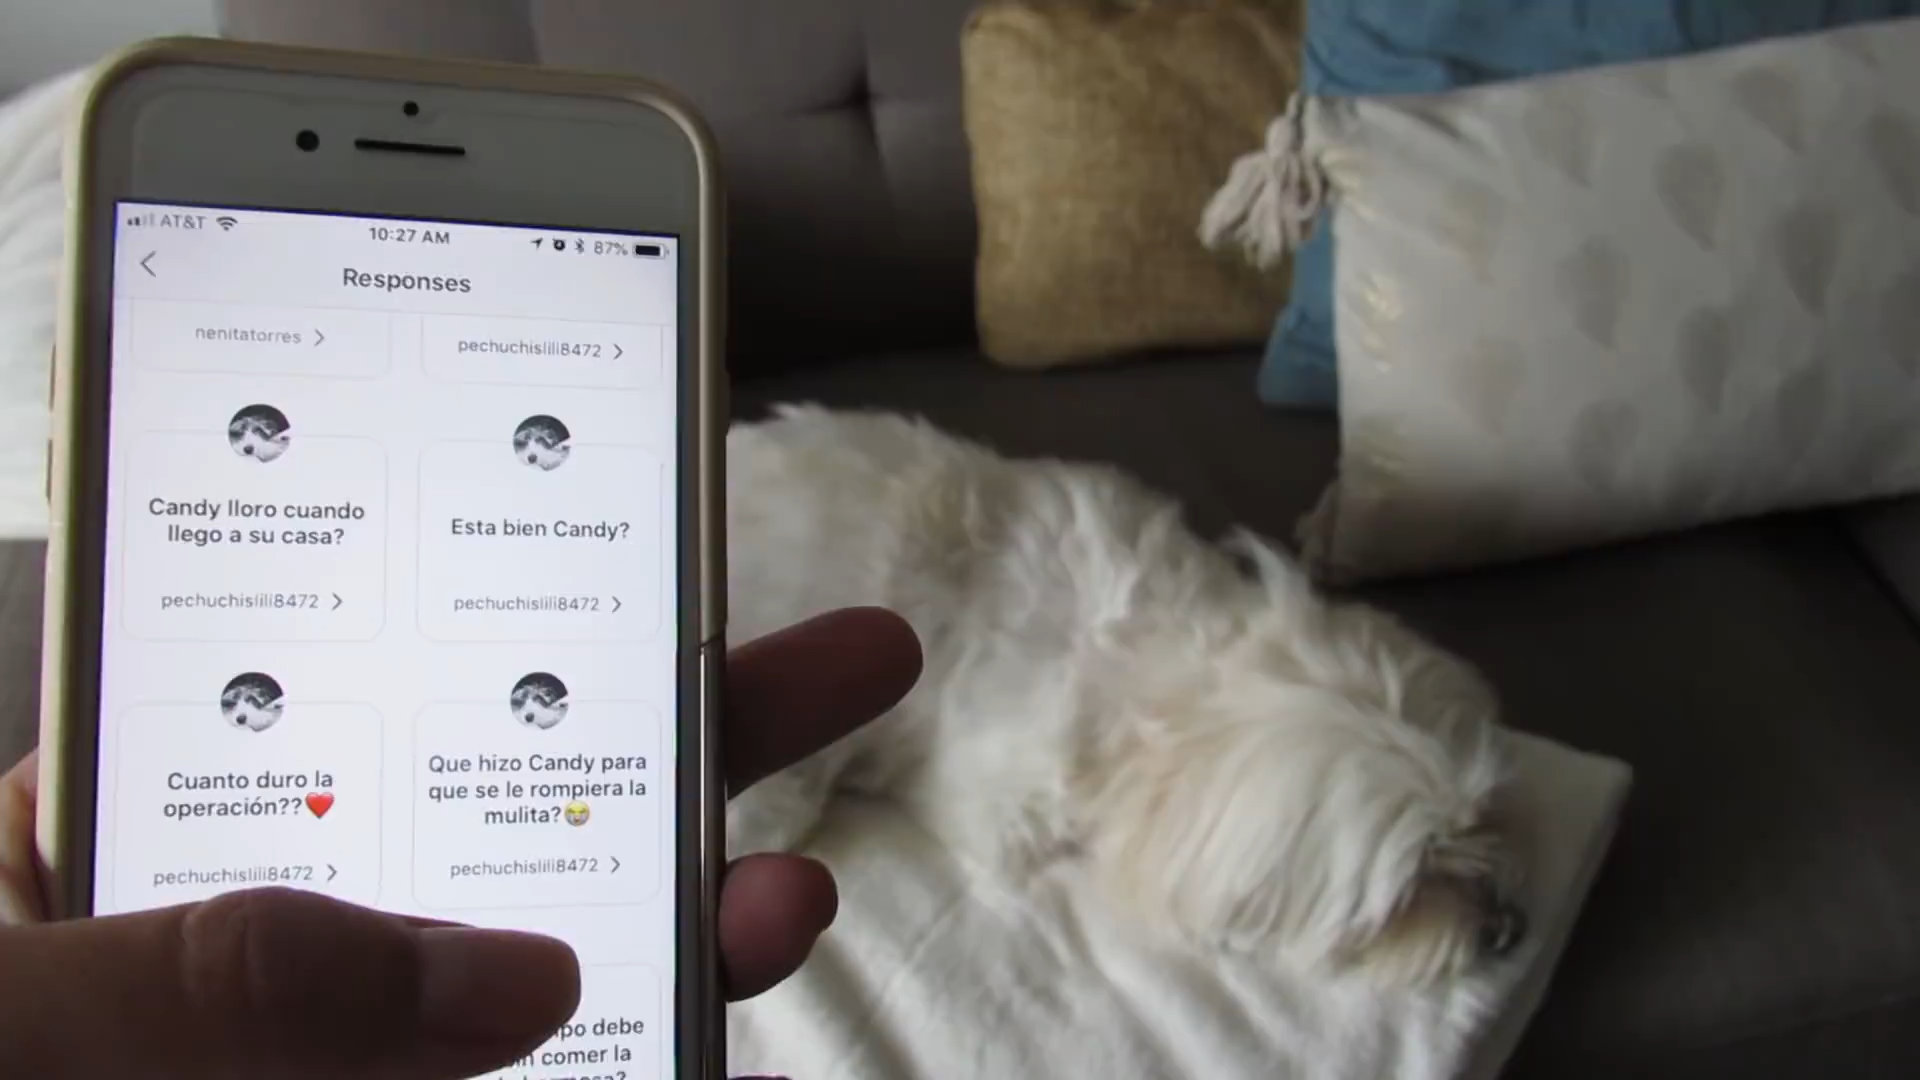 AT&T
10:27 AM
87%
Responses
nenitatorres
pechuchislili8472
Candy lloro cuando
llego a su casa?
pechuchislili8472
Esta bien Candy?
pechuchislili8472
Cuanto duro la
operación??❤️
pechuchislili8472
Que hizo Candy para
que se le rompiera la
mulita?😭
pechuchislili8472
debe
comer la